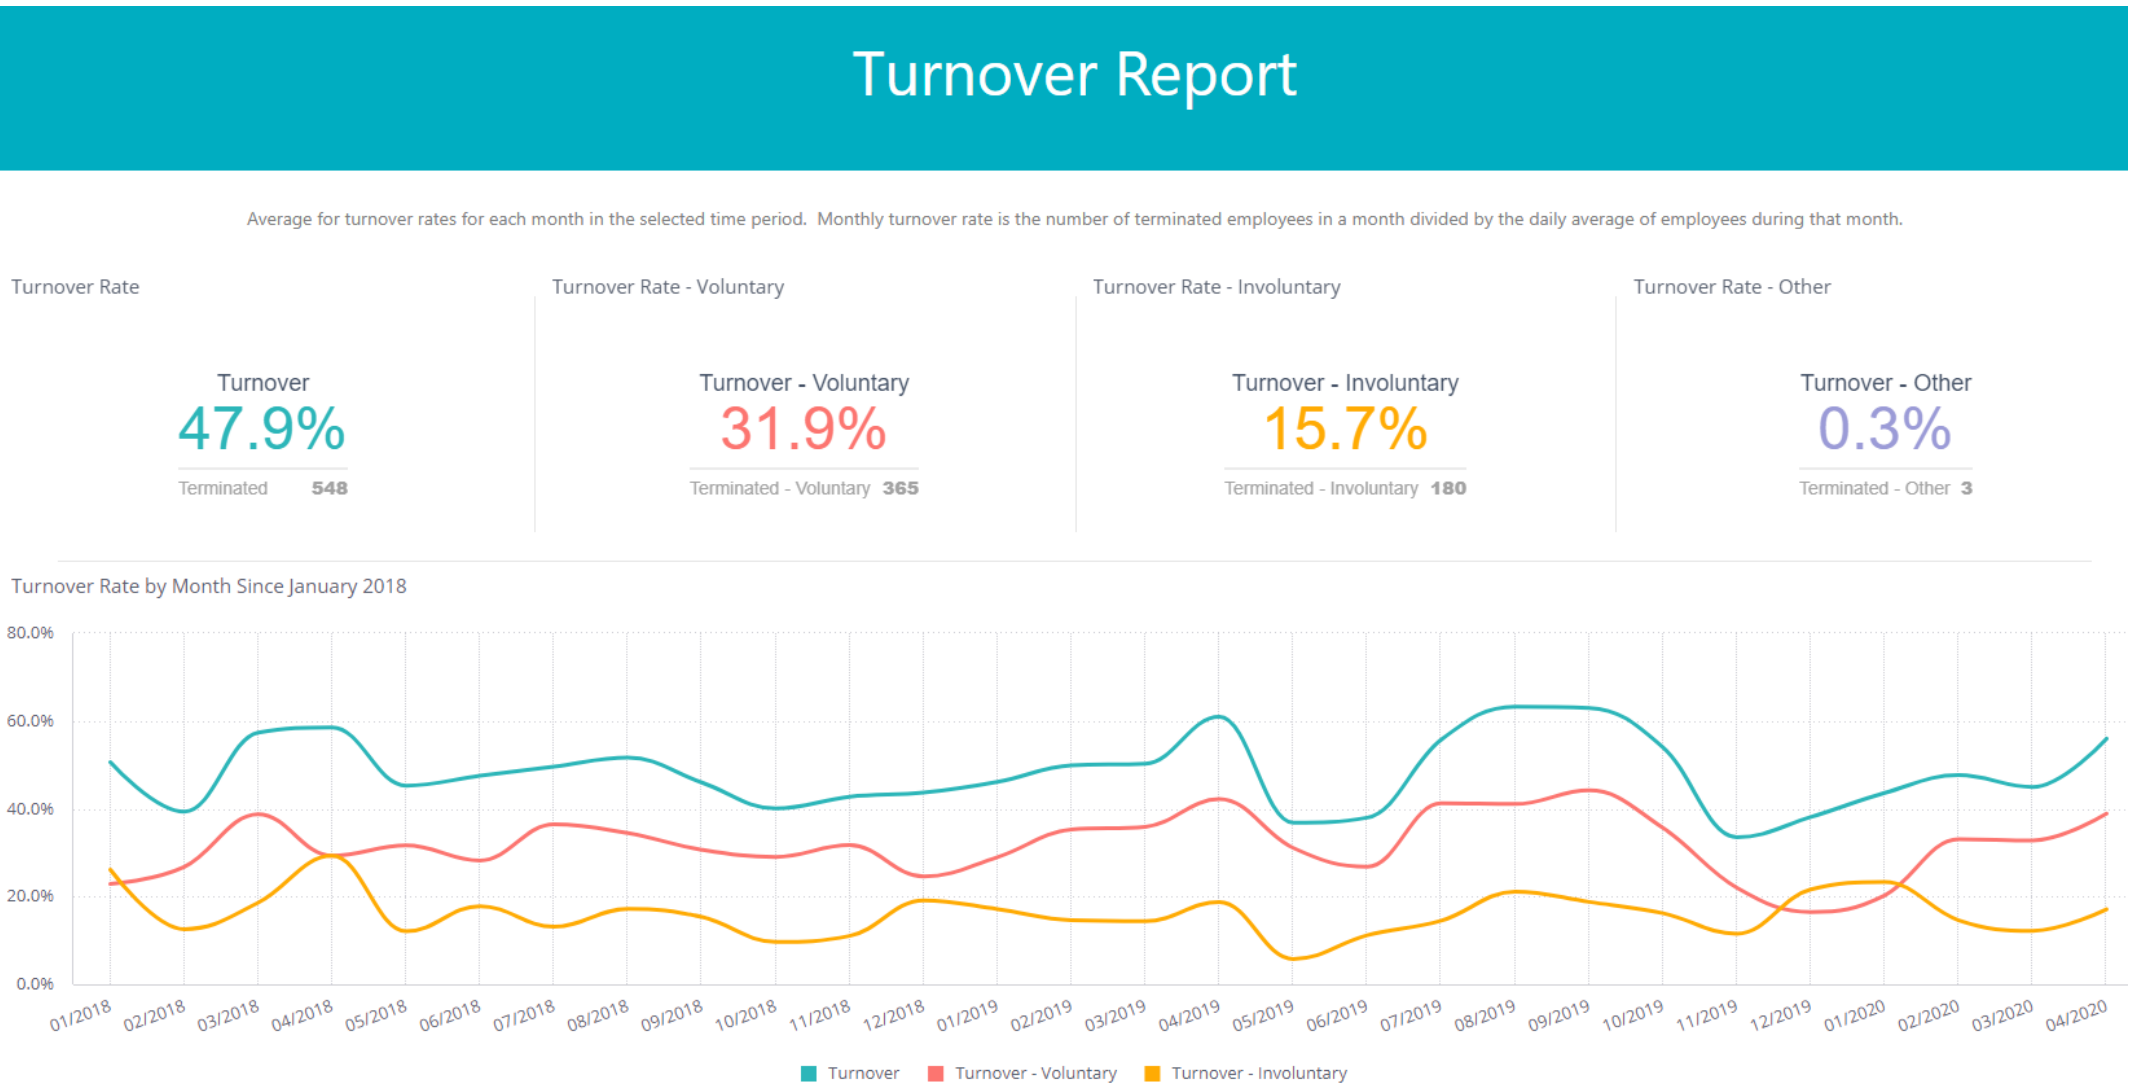 Turnover Report
Average for turnover rates for each month in the selected time period.  Monthly turnover rate is the number of terminated employees in a month divided by the daily average of employees during that month.
Turnover Rate
Turnover
47.9%
Terminated 548
Turnover Rate - Voluntary
Turnover - Voluntary
31.9%
Terminated - Voluntary 365
Turnover Rate - Involuntary
Turnover - Involuntary
15.7%
Terminated - Involuntary 180
Turnover Rate - Other
Turnover - Other
0.3%
Terminated - Other 3
Turnover Rate by Month Since January 2018
80.0%
60.0%
40.0%
20.0%
0.0%
01/2018 02/2018 03/2018 04/2018 05/2018 06/2018 07/2018 08/2018 09/2018 10/2018 11/2018 12/2018 01/2019 02/2019 03/2019 04/2019 05/2019 06/2019 07/2019 08/2019 09/2019 10/2019 11/2019 12/2019 01/2020 02/2020 03/2020 04/2020
Turnover Turnover - Voluntary Turnover - Involuntary